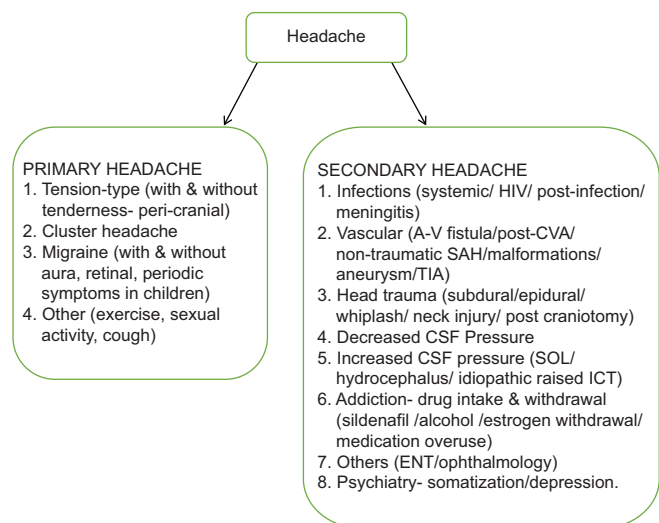 Headache
PRIMARY HEADACHE
1. Tension-type (with & without
tenderness- peri-cranial)
2. Cluster headache
3. Migraine (with & without
aura, retinal, periodic
symptoms in children)
4. Other (exercise, sexual
activity, cough)
SECONDARY HEADACHE
1. Infections (systemic/ HIV/ post-infection/
meningitis)
2. Vascular (A-V fistula/post-CVA/
non-traumatic SAH/malformations/
aneurysm/TIA)
3. Head trauma (subdural/epidural/
whiplash/ neck injury/ post craniotomy)
4. Decreased CSF Pressure
5. Increased CSF pressure (SOL/
hydrocephalus/ idiopathic raised ICT)
6. Addiction- drug intake & withdrawal
(sildenafil /alcohol /estrogen withdrawal/
medication overuse)
7. Others (ENT/ophthalmology)
8. Psychiatry- somatization/depression.